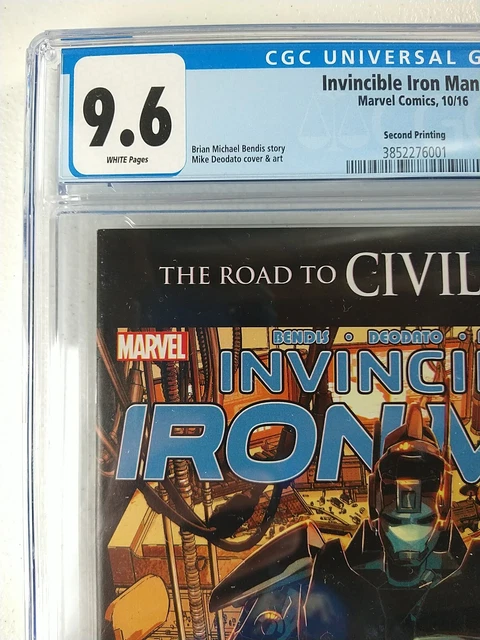 CGC UNIVERSAL G
9.6
WHITE Pages
Invincible Iron Man
Marvel Comics, 10/16
Brian Michael Bendis story
Mike Deodato cover & art
Second Printing
3852276001
THE ROAD TO CIVIL
MARVEL
BENDIS • DEODATO •
INVINCI
IRON M